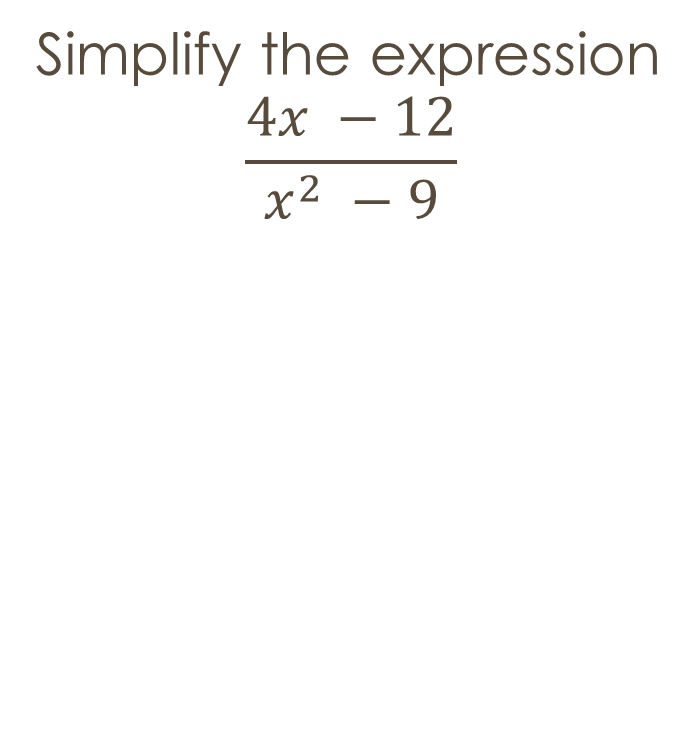 Simplify the expression
4x − 12
x² − 9